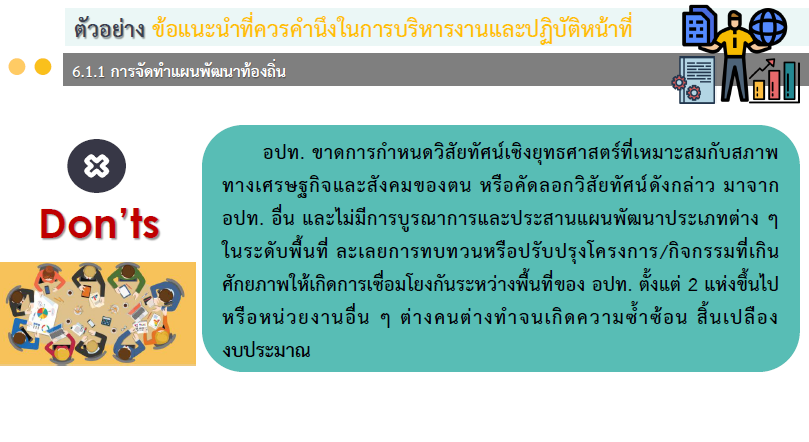 ตัวอย่าง ข้อแนะนำที่ควรคำนึงในการบริหารงานและปฏิบัติหน้าที่
6.1.1 การจัดทำแผนพัฒนาท้องถิ่น
Don'ts
อปท. ขาดการกำหนดวิสัยทัศน์เชิงยุทธศาสตร์ที่เหมาะสมกับสภาพ
ทางเศรษฐกิจและสังคมของตน หรือคัดลอกวิสัยทัศน์ดังกล่าว มาจาก
อปท. อื่น และไม่มีการบูรณาการและประสานแผนพัฒนาประเภทต่าง ๆ
ในระดับพื้นที่ ละเลยการทบทวนหรือปรับปรุงโครงการ/กิจกรรมที่เกิน
ศักยภาพให้เกิดการเชื่อมโยงกันระหว่างพื้นที่ของ อปท. ตั้งแต่ 2 แห่งขึ้นไป
หรือหน่วยงานอื่น ๆ ต่างคนต่างทำจนเกิดความซ้ำซ้อน สิ้นเปลือง
งบประมาณ